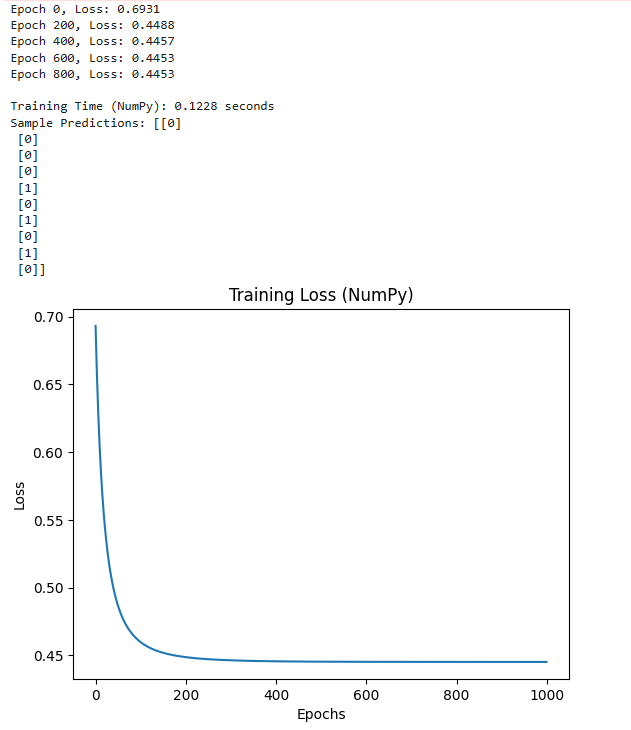 Epoch 0, Loss: 0.6931
Epoch 200, Loss: 0.4488
Epoch 400, Loss: 0.4457
Epoch 600, Loss: 0.4453
Epoch 800, Loss: 0.4453
Training Time (NumPy): 0.1228 seconds
Sample Predictions: [[0]
[0]
[0]
[0]
[1]
[0]
[1]
[0]
[1]
[0]]
Training Loss (NumPy)
0.70
0.65
0.60
0.55
0.50
0.45
Loss
0 200 400 600 800 1000
Epochs